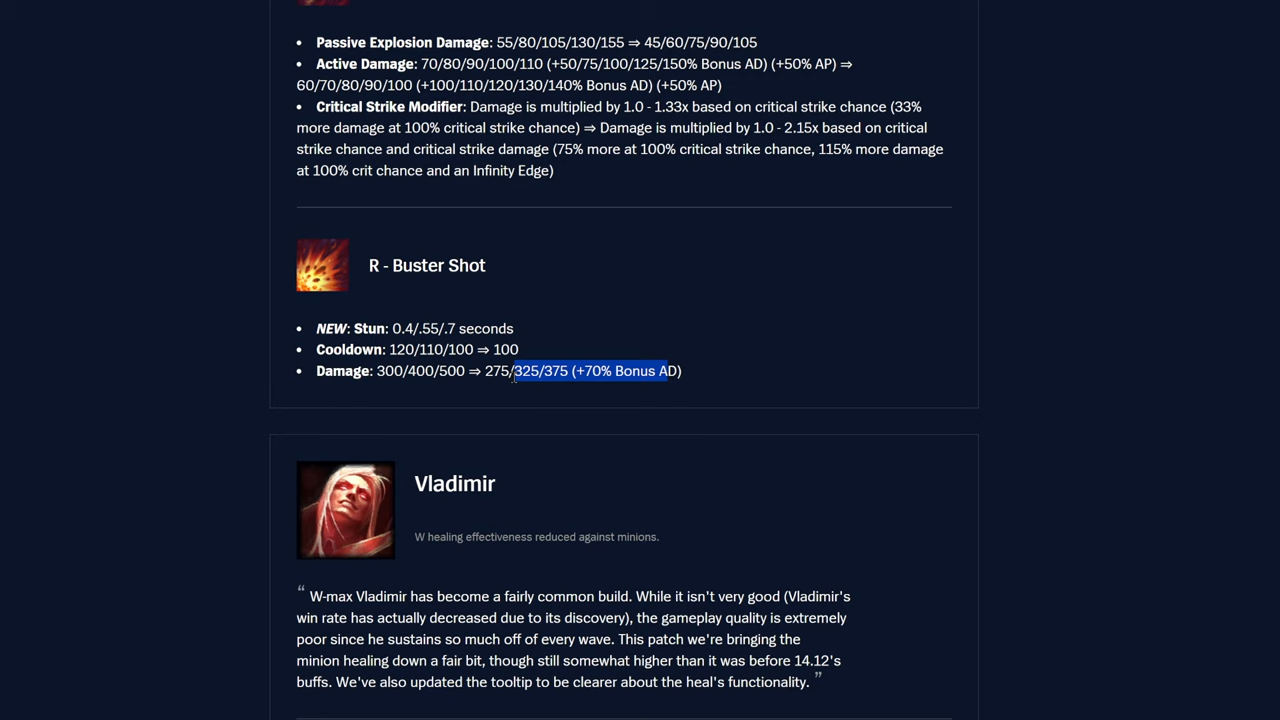 • Passive Explosion Damage: 55/80/105/130/155 ⇒ 45/60/75/90/105
• Active Damage: 70/80/90/100/110 (+50/75/100/125/150% Bonus AD) (+50% AP) ⇒
60/70/80/90/100 (+100/110/120/130/140% Bonus AD) (+50% AP)
• Critical Strike Modifier: Damage is multiplied by 1.0 - 1.33x based on critical strike chance (33%
more damage at 100% critical strike chance) ⇒ Damage is multiplied by 1.0 - 2.15x based on critical
strike chance and critical strike damage (75% more at 100% critical strike chance, 115% more damage
at 100% crit chance and an Infinity Edge)
R - Buster Shot
• NEW: Stun: 0.4/.55/.7 seconds
• Cooldown: 120/110/100 ⇒ 100
• Damage: 300/400/500 ⇒ 275/325/375 (+70% Bonus AD)
Vladimir
W healing effectiveness reduced against minions.
“ W-max Vladimir has become a fairly common build. While it isn't very good (Vladimir's
win rate has actually decreased due to its discovery), the gameplay quality is extremely
poor since he sustains so much off of every wave. This patch we're bringing the
minion healing down a fair bit, though still somewhat higher than it was before 14.12's
buffs. We've also updated the tooltip to be clearer about the heal's functionality. ”